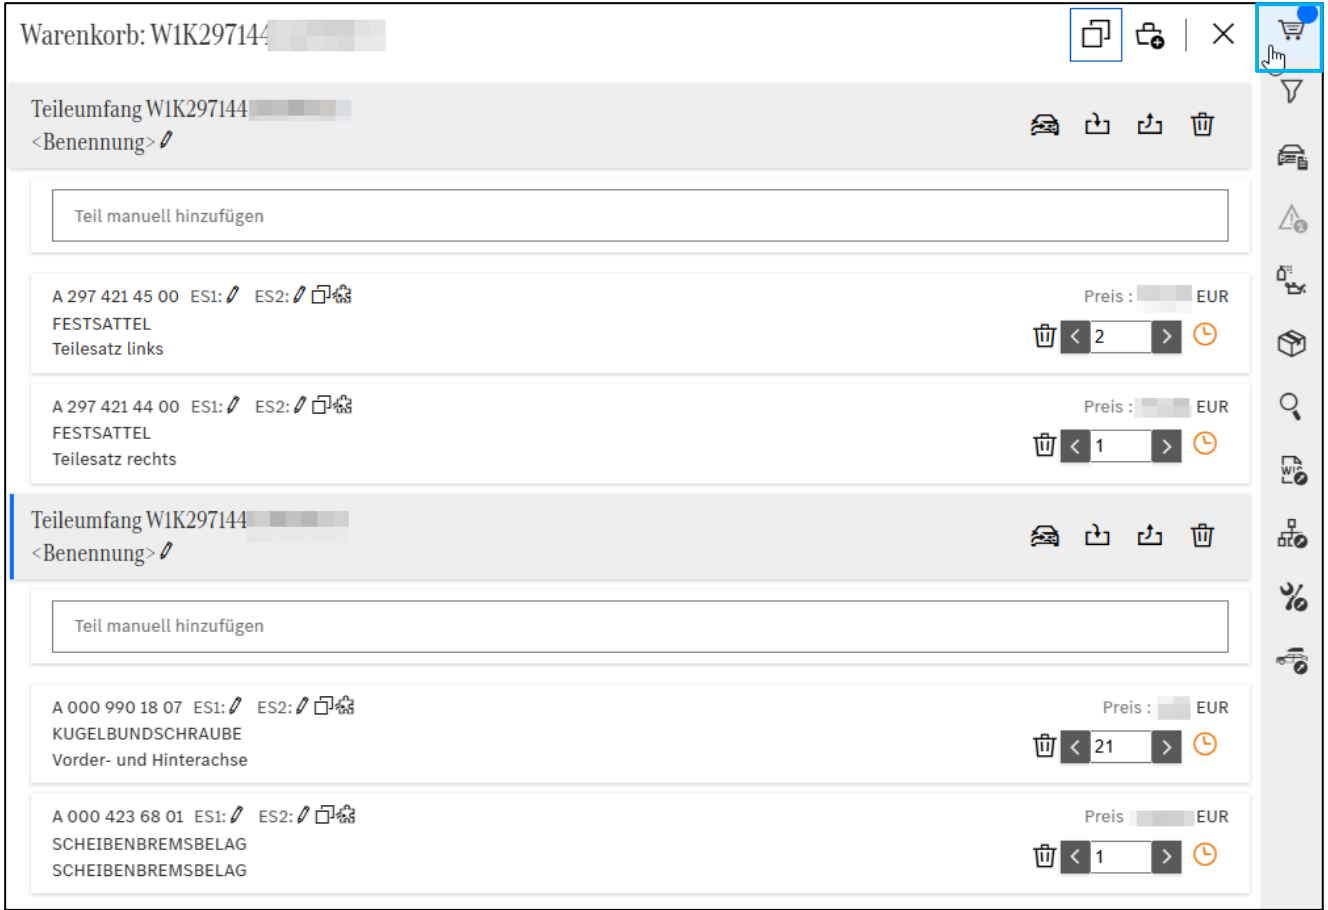 Warenkorb: W1K297144
Teileumfang W1K297144
<Benennung>
Teil manuell hinzufügen
A 297 421 45 00 ES1: ES2: Preis : EUR
FESTSATTEL
Teilesatz links
2
A 297 421 44 00 ES1: ES2: Preis : EUR
FESTSATTEL
Teilesatz rechts
1
Teileumfang W1K297144
<Benennung>
Teil manuell hinzufügen
A 000 990 18 07 ES1: ES2: Preis : EUR
KUGELBUNDSCHRAUBE
Vorder- und Hinterachse
21
A 000 423 68 01 ES1: ES2: Preis EUR
SCHEIBENBREMSBELAG
SCHEIBENBREMSBELAG
1
WIS